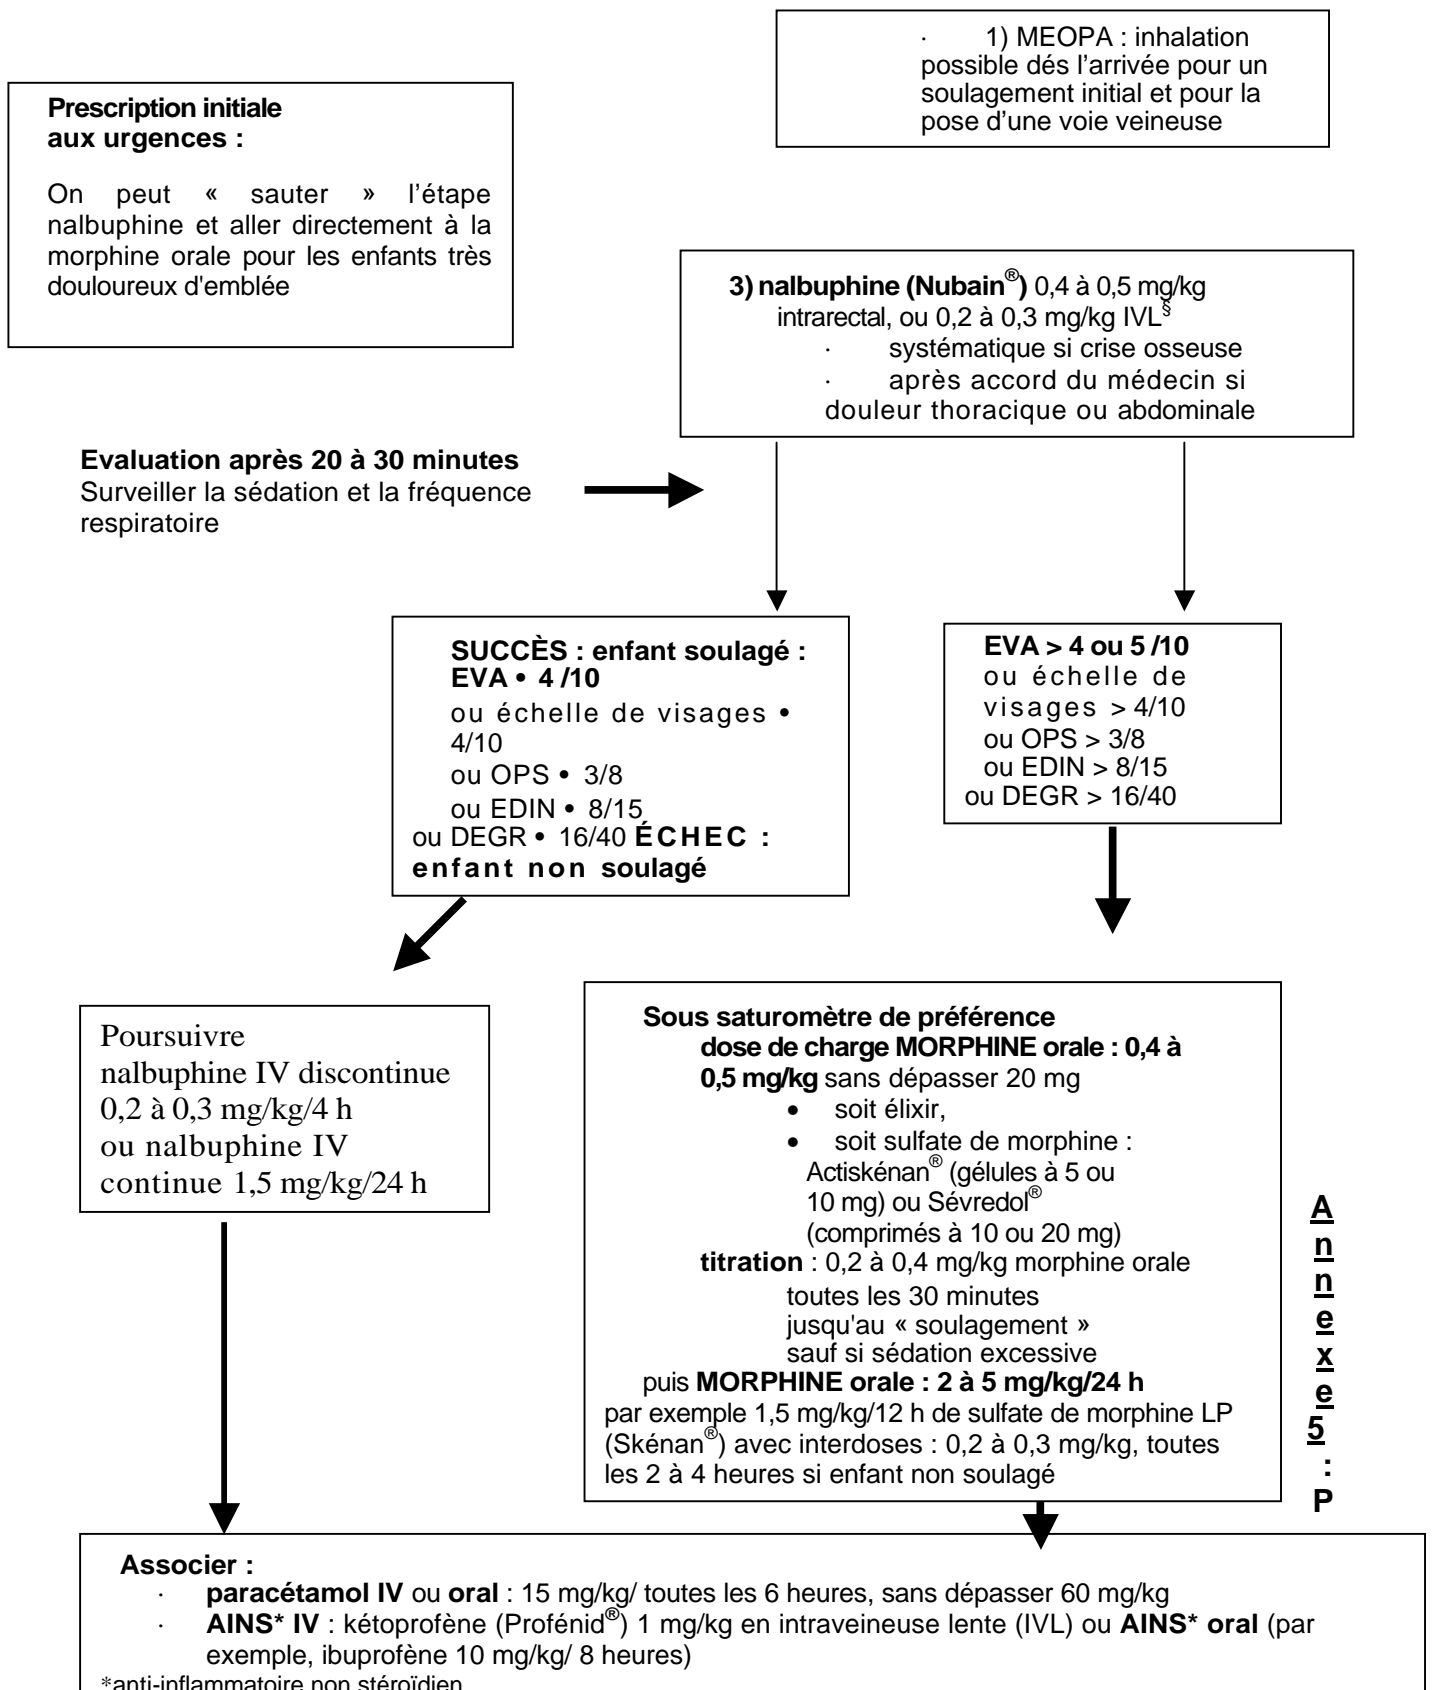 · 1) MEOPA : inhalation
possible dés l'arrivée pour un
soulagement initial et pour la
pose d'une voie veineuse
Prescription initiale
aux urgences :
On peut « sauter » l'étape
nalbuphine et aller directement à la
morphine orale pour les enfants très
douloureux d'emblée
3) nalbuphine (Nubain®) 0,4 à 0,5 mg/kg
intrarectal, ou 0,2 à 0,3 mg/kg IVL§
· systématique si crise osseuse
· après accord du médecin si
douleur thoracique ou abdominale
Evaluation après 20 à 30 minutes
Surveiller la sédation et la fréquence
respiratoire
SUCCÈS : enfant soulagé :
EVA • 4 /10
ou échelle de visages •
4/10
ou OPS • 3/8
ou EDIN • 8/15
ou DEGR • 16/40 ÉCHEC :
enfant non soulagé
EVA > 4 ou 5 /10
ou échelle de
visages > 4/10
ou OPS > 3/8
ou EDIN > 8/15
ou DEGR > 16/40
Poursuivre
nalbuphine IV discontinue
0,2 à 0,3 mg/kg/4 h
ou nalbuphine IV
continue 1,5 mg/kg/24 h
Sous saturomètre de préférence
dose de charge MORPHINE orale : 0,4 à
0,5 mg/kg sans dépasser 20 mg
• soit élixir,
• soit sulfate de morphine :
Actiskénan® (gélules à 5 ou
10 mg) ou Sévredol®
(comprimés à 10 ou 20 mg)
titration : 0,2 à 0,4 mg/kg morphine orale
toutes les 30 minutes
jusqu'au « soulagement »
sauf si sédation excessive
puis MORPHINE orale : 2 à 5 mg/kg/24 h
par exemple 1,5 mg/kg/12 h de sulfate de morphine LP
(Skénan®) avec interdoses : 0,2 à 0,3 mg/kg, toutes
les 2 à 4 heures si enfant non soulagé
A
n
n
e
x
e
5
:
P
Associer :
· paracétamol IV ou oral : 15 mg/kg/ toutes les 6 heures, sans dépasser 60 mg/kg
· AINS* IV : kétoprofène (Profénid®) 1 mg/kg en intraveineuse lente (IVL) ou AINS* oral (par
exemple, ibuprofène 10 mg/kg/ 8 heures)
*anti-inflammatoire non stéroïdien